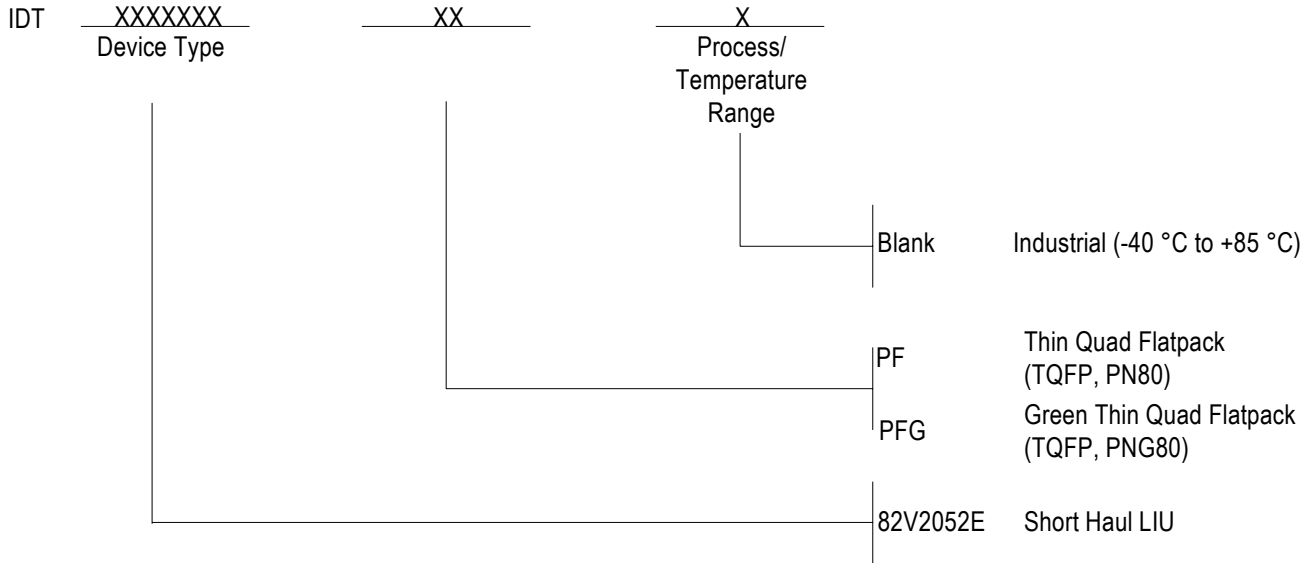 IDT XXXXXXX XX X
Device Type
Process/
Temperature
Range
Blank Industrial (-40 °C to +85 °C)
PF Thin Quad Flatpack
(TQFP, PN80)
PFG Green Thin Quad Flatpack
(TQFP, PNG80)
82V2052E Short Haul LIU